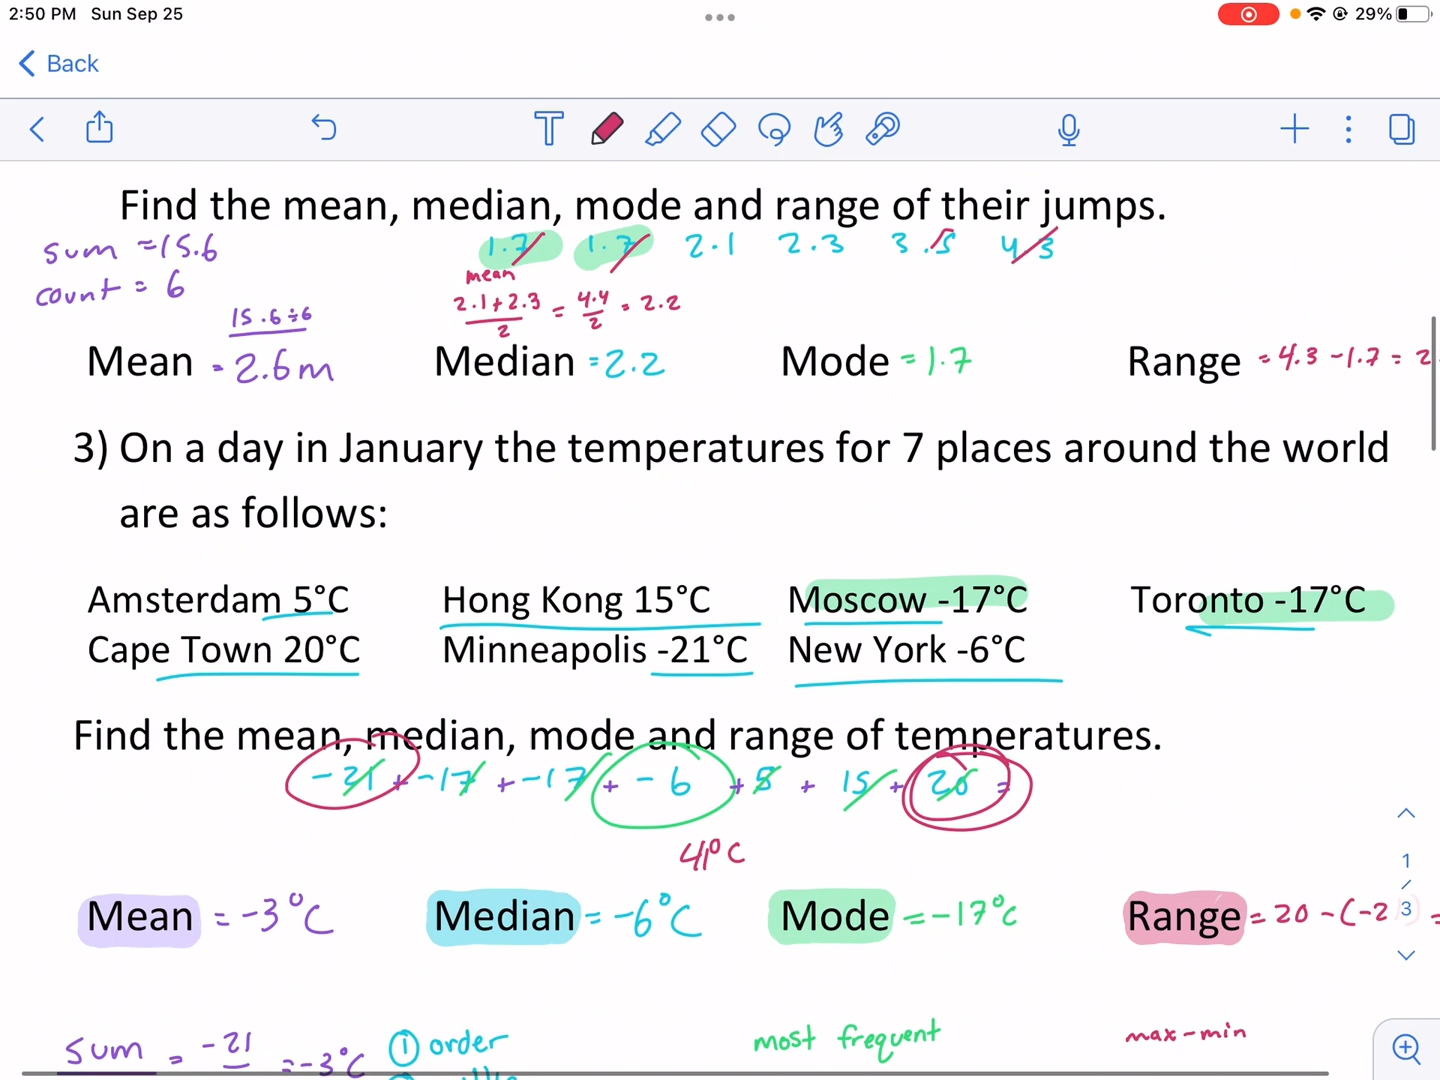 2:50 PM Sun Sep 25
29%
Back
Find the mean, median, mode and range of their jumps.
sum = 15.6
1.7 1.7 2.1 2.3 3.5 4.3
count = 6
mean
2.1+2.3/2 = 4.4/2 = 2.2
15.6÷6
Mean = 2.6m Median = 2.2 Mode = 1.7 Range = 4.3 - 1.7 = 2
3) On a day in January the temperatures for 7 places around the world
are as follows:
Amsterdam 5°C Hong Kong 15°C Moscow -17°C Toronto -17°C
Cape Town 20°C Minneapolis -21°C New York -6°C
Find the mean, median, mode and range of temperatures.
-21 + -17 + -17 + -6 + 5 + 15 + 20 =
41°C
1/3
Mean = -3°C Median = -6°C Mode = -17°C Range = 20 - (-2
sum = -21 = -3°C
① order
most frequent
max-min